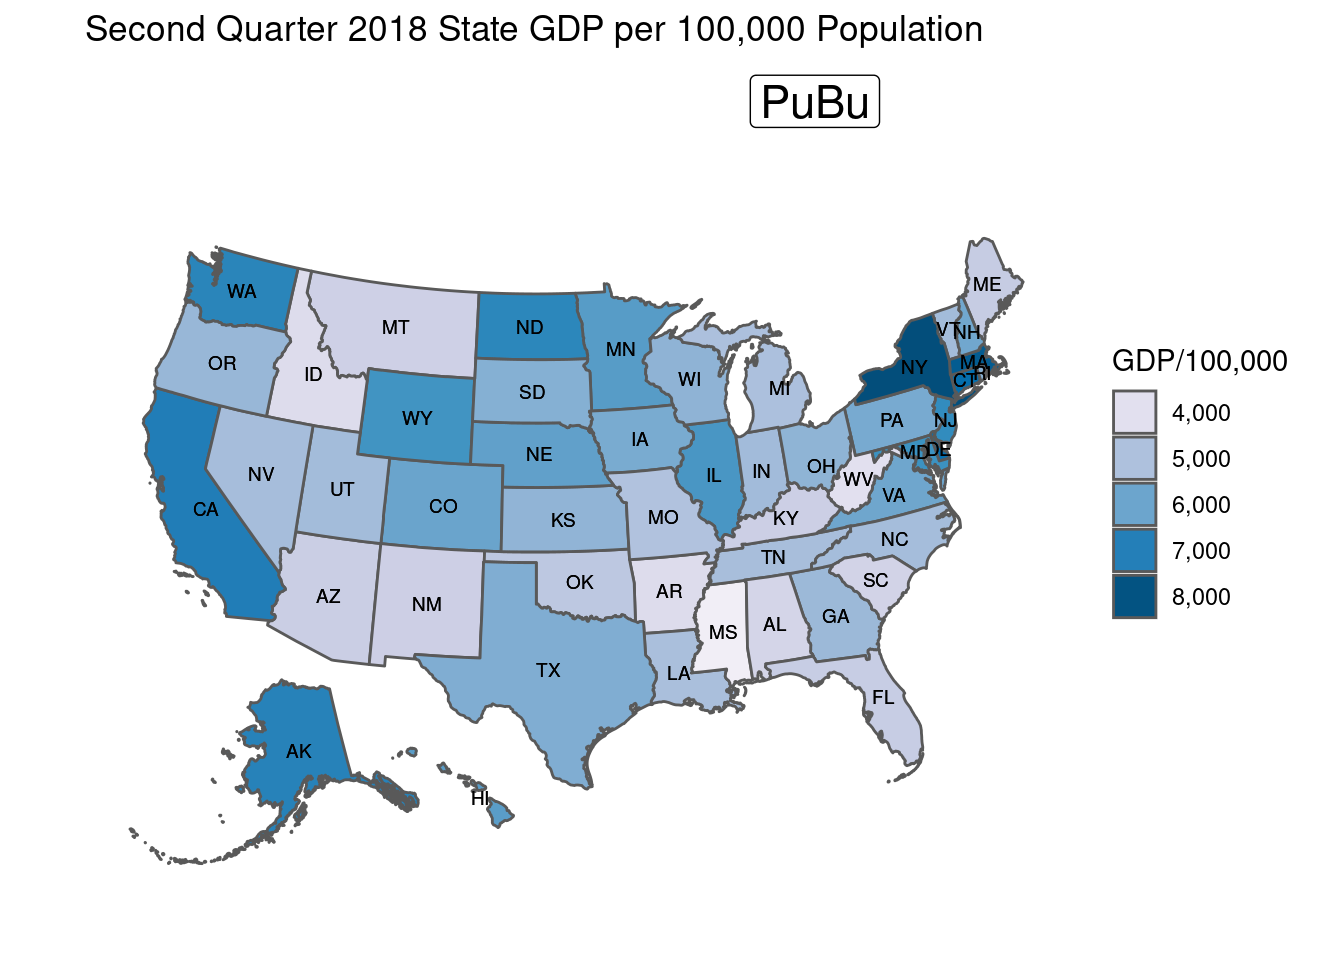 Second Quarter 2018 State GDP per 100,000 Population
PuBu
WA
MT
ND
MN
ME
VT
NH
OR
ID
SD
WI
MI
NY
MA
RI
CT
WY
NE
IA
PA
NJ
NV
UT
CO
KS
MO
IL
IN
OH
WV
MD
DE
VA
CA
KY
NC
AZ
NM
OK
AR
TN
SC
MS
AL
GA
TX
LA
FL
AK
HI
GDP/100,000
4,000
5,000
6,000
7,000
8,000